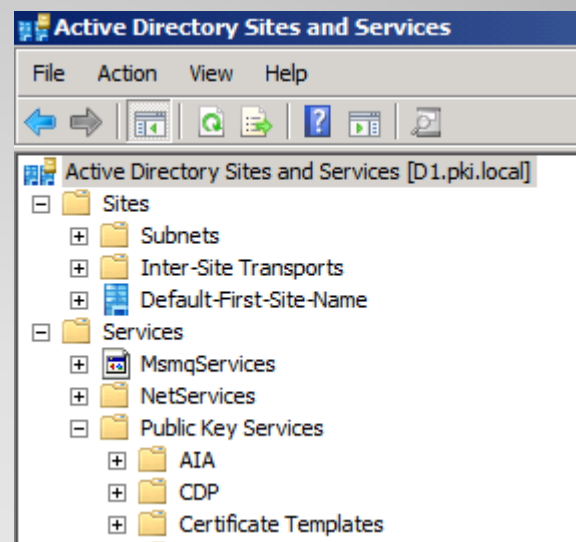 Active Directory Sites and Services
File Action View Help
Active Directory Sites and Services [D1.pki.local]
Sites
Subnets
Inter-Site Transports
Default-First-Site-Name
Services
MsmqServices
NetServices
Public Key Services
AIA
CDP
Certificate Templates